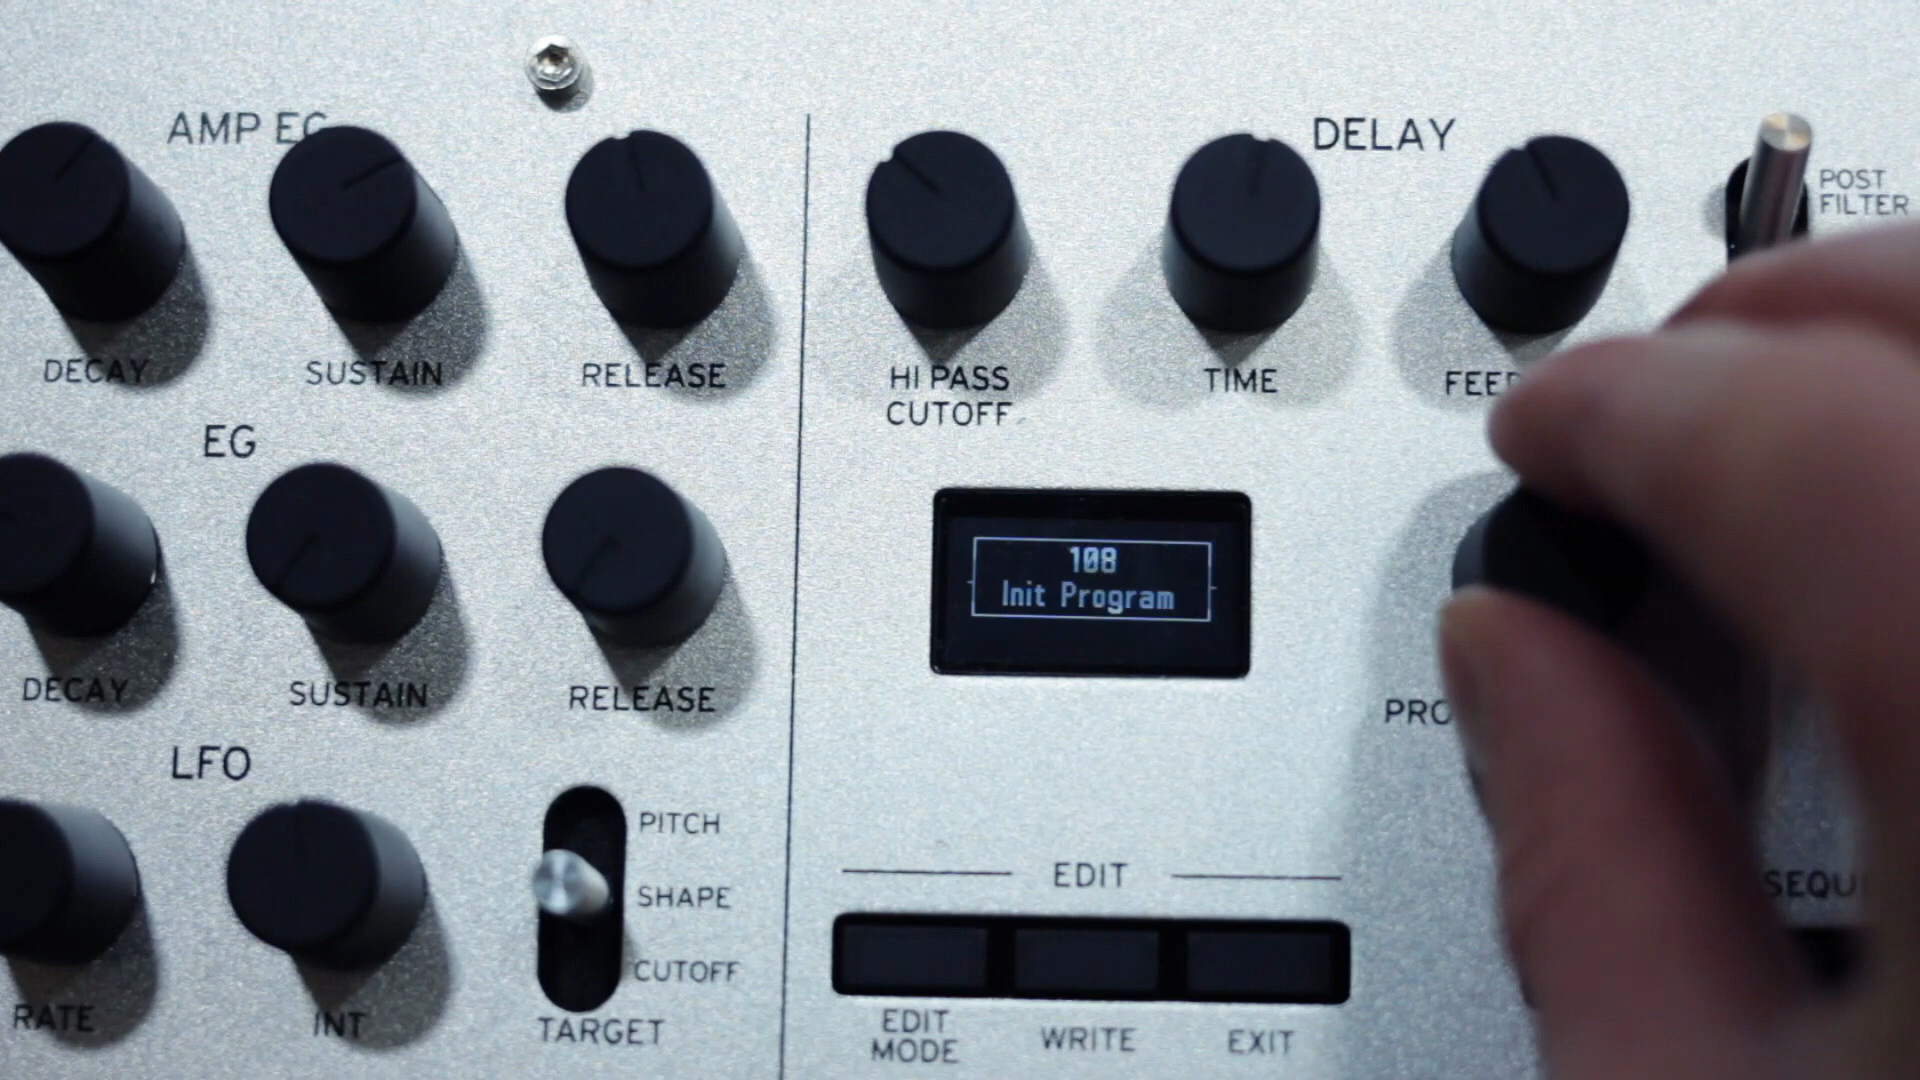 AMP EG
DELAY
POST
FILTER
DECAY
SUSTAIN
RELEASE
HI PASS
CUTOFF
TIME
EG
108
Init Program
DECAY
SUSTAIN
RELEASE
LFO
PITCH
SHAPE
CUTOFF
EDIT
RATE
INT
TARGET
EDIT
MODE
WRITE
EXIT